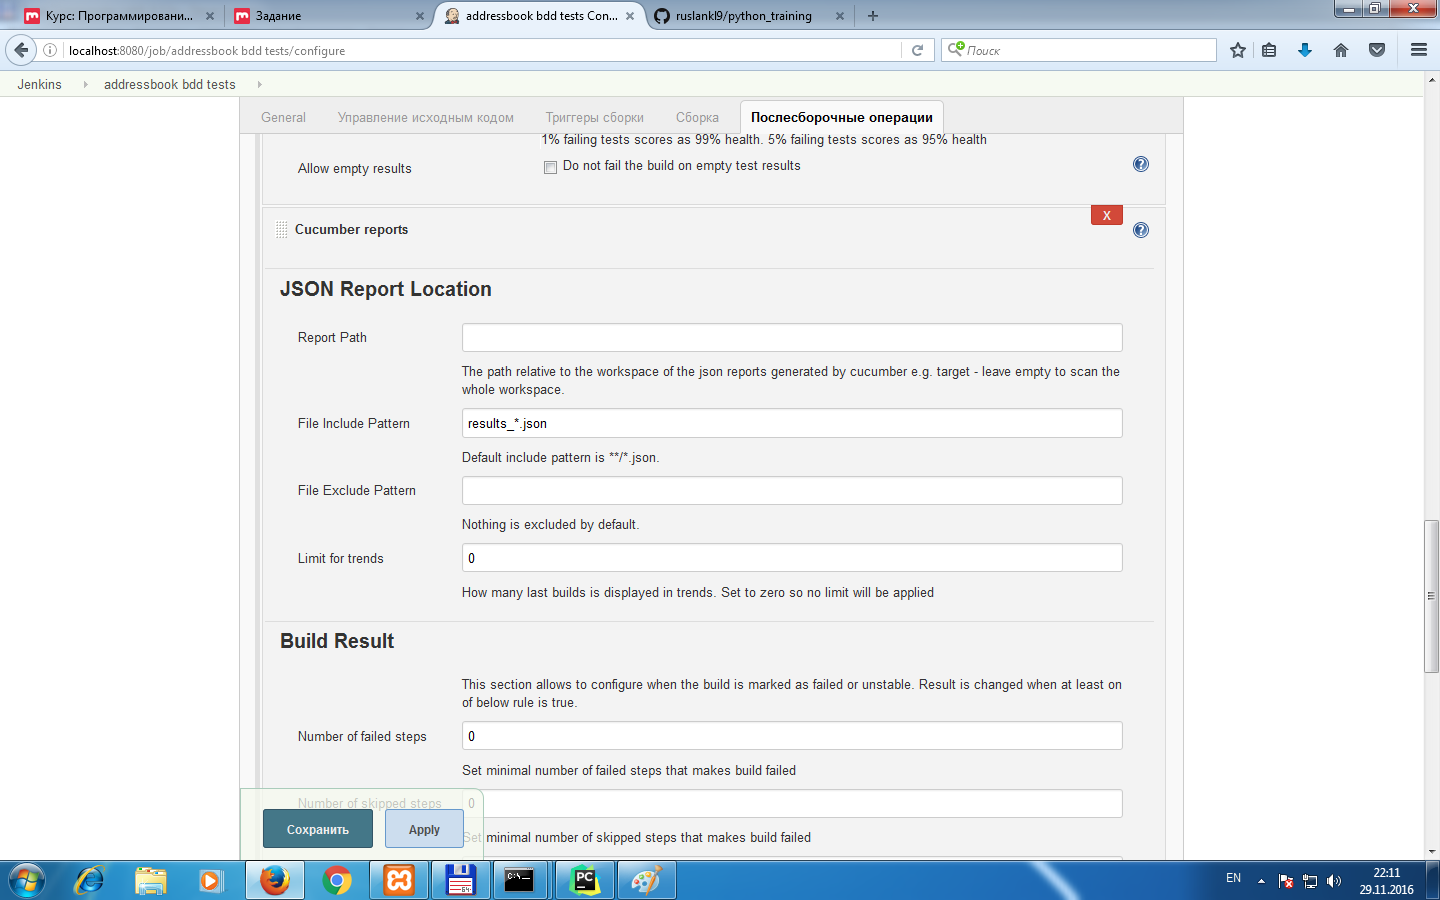 Курс: Программировани...
Задание
addressbook bdd tests Con...
ruslankl9/python_training
localhost:8080/job/addressbook bdd tests/configure
Поиск
Jenkins
addressbook bdd tests
General
Управление исходным кодом
Триггеры сборки
Сборка
Послесборочные операции
1% failing tests scores as 99% health. 5% failing tests scores as 95% health
Allow empty results
Do not fail the build on empty test results
X
Cucumber reports
JSON Report Location
Report Path
The path relative to the workspace of the json reports generated by cucumber e.g. target - leave empty to scan the
whole workspace.
File Include Pattern
results_*.json
Default include pattern is **/*.json.
File Exclude Pattern
Nothing is excluded by default.
Limit for trends
0
How many last builds is displayed in trends. Set to zero so no limit will be applied
Build Result
This section allows to configure when the build is marked as failed or unstable. Result is changed when at least on
of below rule is true.
Number of failed steps
0
Set minimal number of failed steps that makes build failed
Number of skipped steps
0
Set minimal number of skipped steps that makes build failed
Сохранить
Apply
C:\
64
PC
EN
22:11
29.11.2016